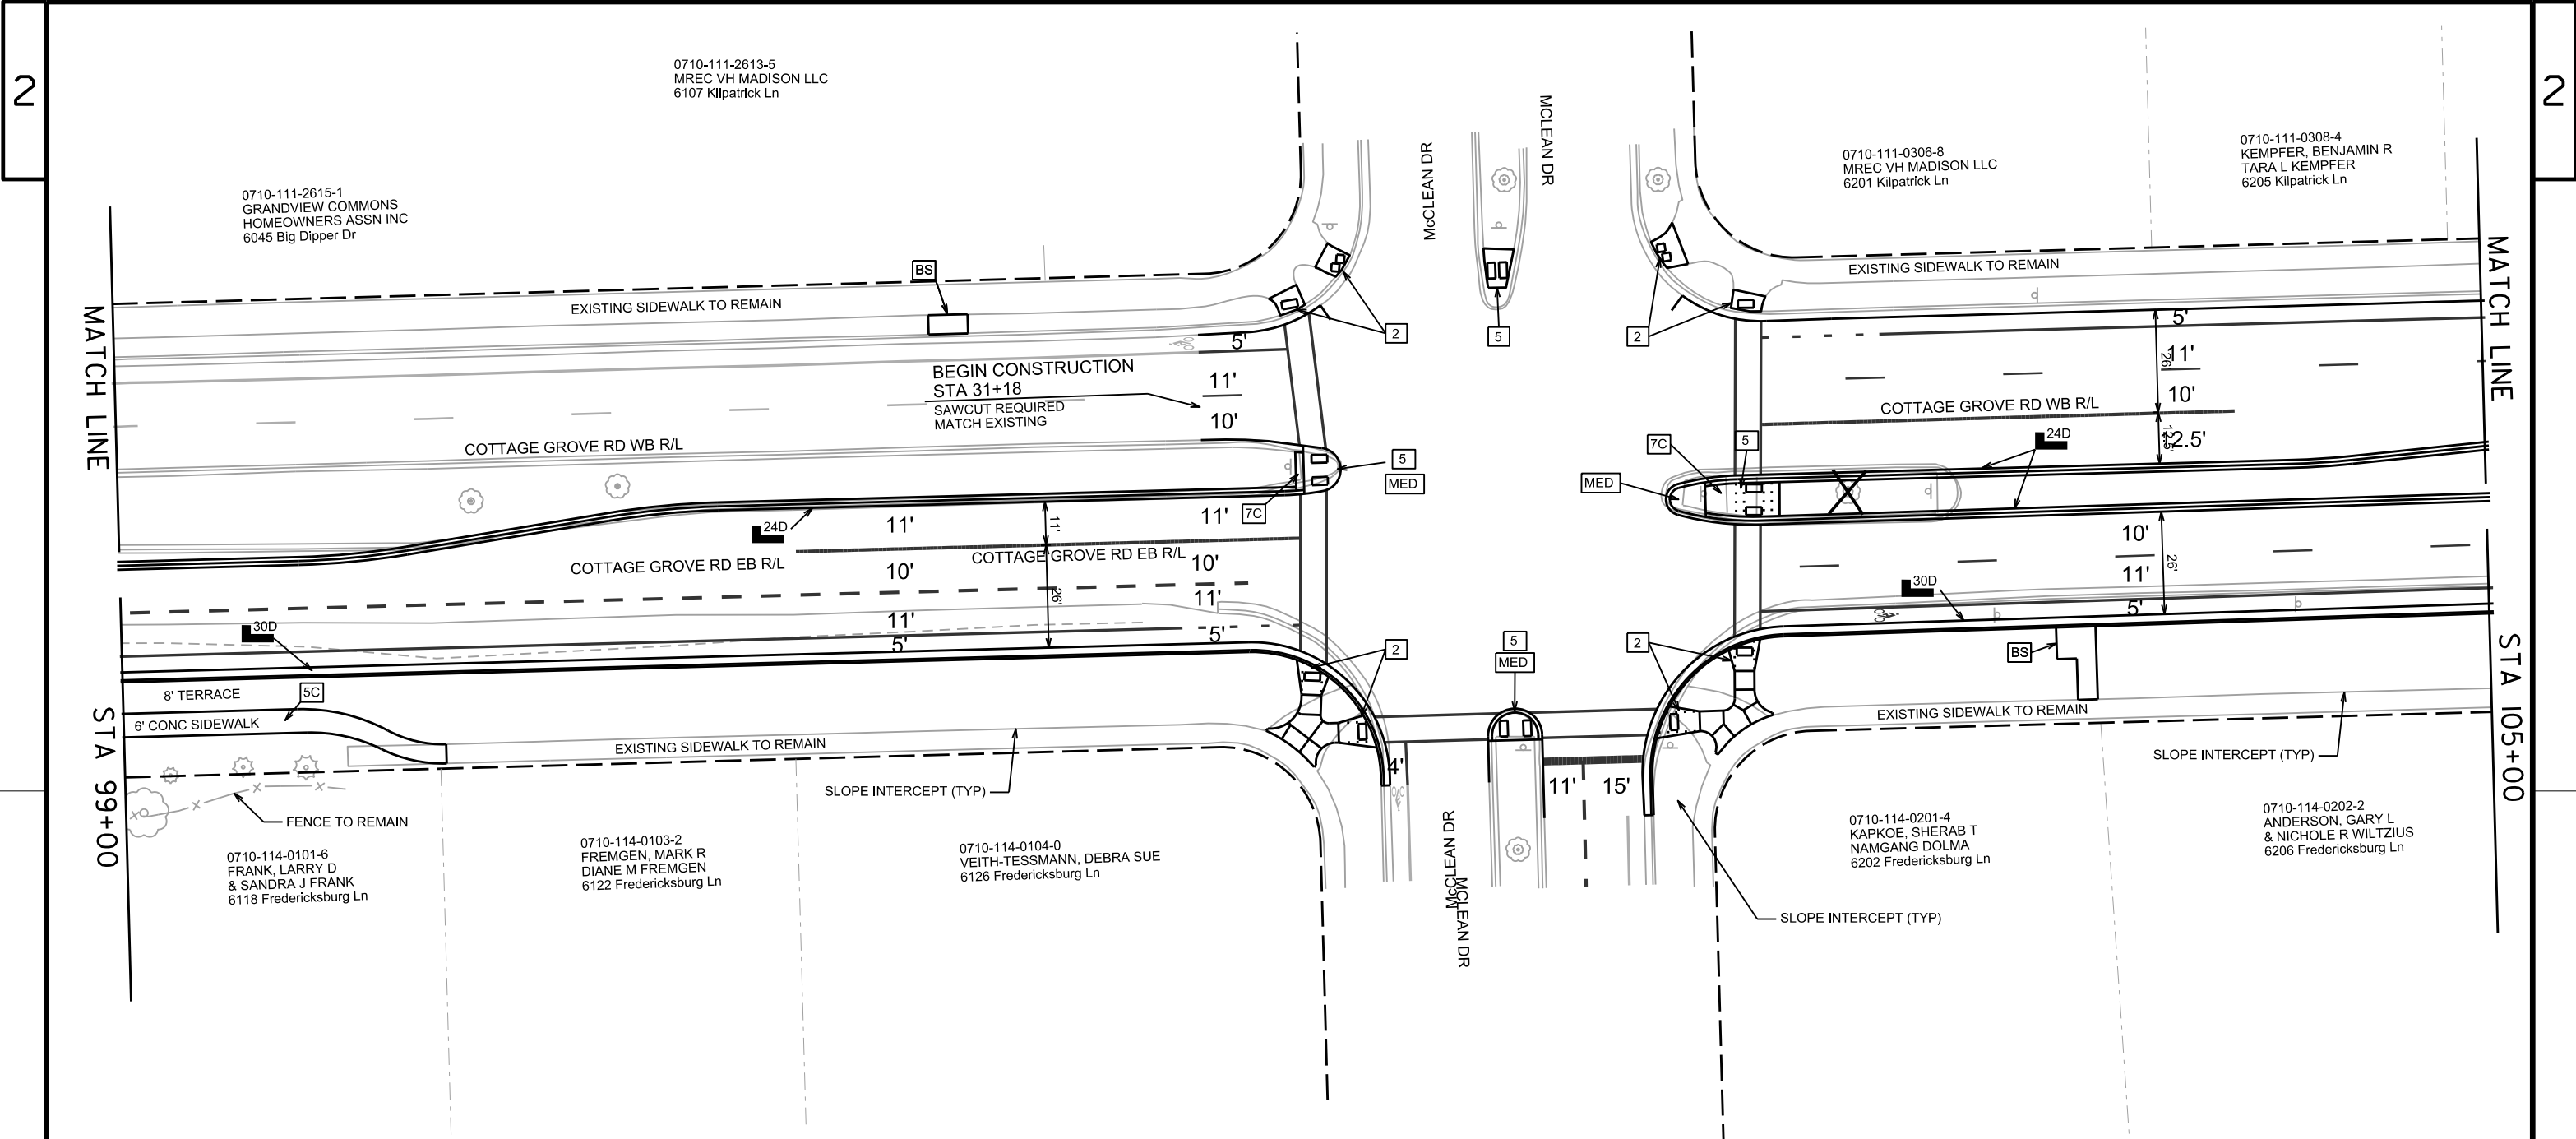 2
2
0710-111-2613-5
MREC VH MADISON LLC
6107 Kilpatrick Ln
0710-111-2615-1
GRANDVIEW COMMONS
HOMEOWNERS ASSN INC
6045 Big Dipper Dr
McCLEAN DR
MCLEAN DR
0710-111-0306-8
MREC VH MADISON LLC
6201 Kilpatrick Ln
0710-111-0308-4
KEMPFER, BENJAMIN R
TARA L KEMPFER
6205 Kilpatrick Ln
MATCH LINE
MATCH LINE
BS
EXISTING SIDEWALK TO REMAIN
EXISTING SIDEWALK TO REMAIN
2
5
2
5'
5'
BEGIN CONSTRUCTION
STA 31+18
SAWCUT REQUIRED
MATCH EXISTING
11'
10'
11'
26'
10'
COTTAGE GROVE RD WB R/L
COTTAGE GROVE RD WB R/L
12.5'
12.5'
24D
5
MED
7C
5
MED
7C
24D
11'
11'
11'
COTTAGE GROVE RD EB R/L
COTTAGE GROVE RD EB R/L
10'
10'
26'
11'
11'
5'
5'
10'
11'
26'
5'
30D
30D
8' TERRACE
5C
6' CONC SIDEWALK
2
5
MED
2
BS
EXISTING SIDEWALK TO REMAIN
EXISTING SIDEWALK TO REMAIN
STA 99+00
STA 105+00
SLOPE INTERCEPT (TYP)
SLOPE INTERCEPT (TYP)
4'
11'
15'
FENCE TO REMAIN
McCLEAN DR
MCLEAN DR
0710-114-0101-6
FRANK, LARRY D
& SANDRA J FRANK
6118 Fredericksburg Ln
0710-114-0103-2
FREMGEN, MARK R
DIANE M FREMGEN
6122 Fredericksburg Ln
0710-114-0104-0
VEITH-TESSMANN, DEBRA SUE
6126 Fredericksburg Ln
0710-114-0201-4
KAPKOE, SHERAB T
NAMGANG DOLMA
6202 Fredericksburg Ln
0710-114-0202-2
ANDERSON, GARY L
& NICHOLE R WILTZIUS
6206 Fredericksburg Ln
SLOPE INTERCEPT (TYP)